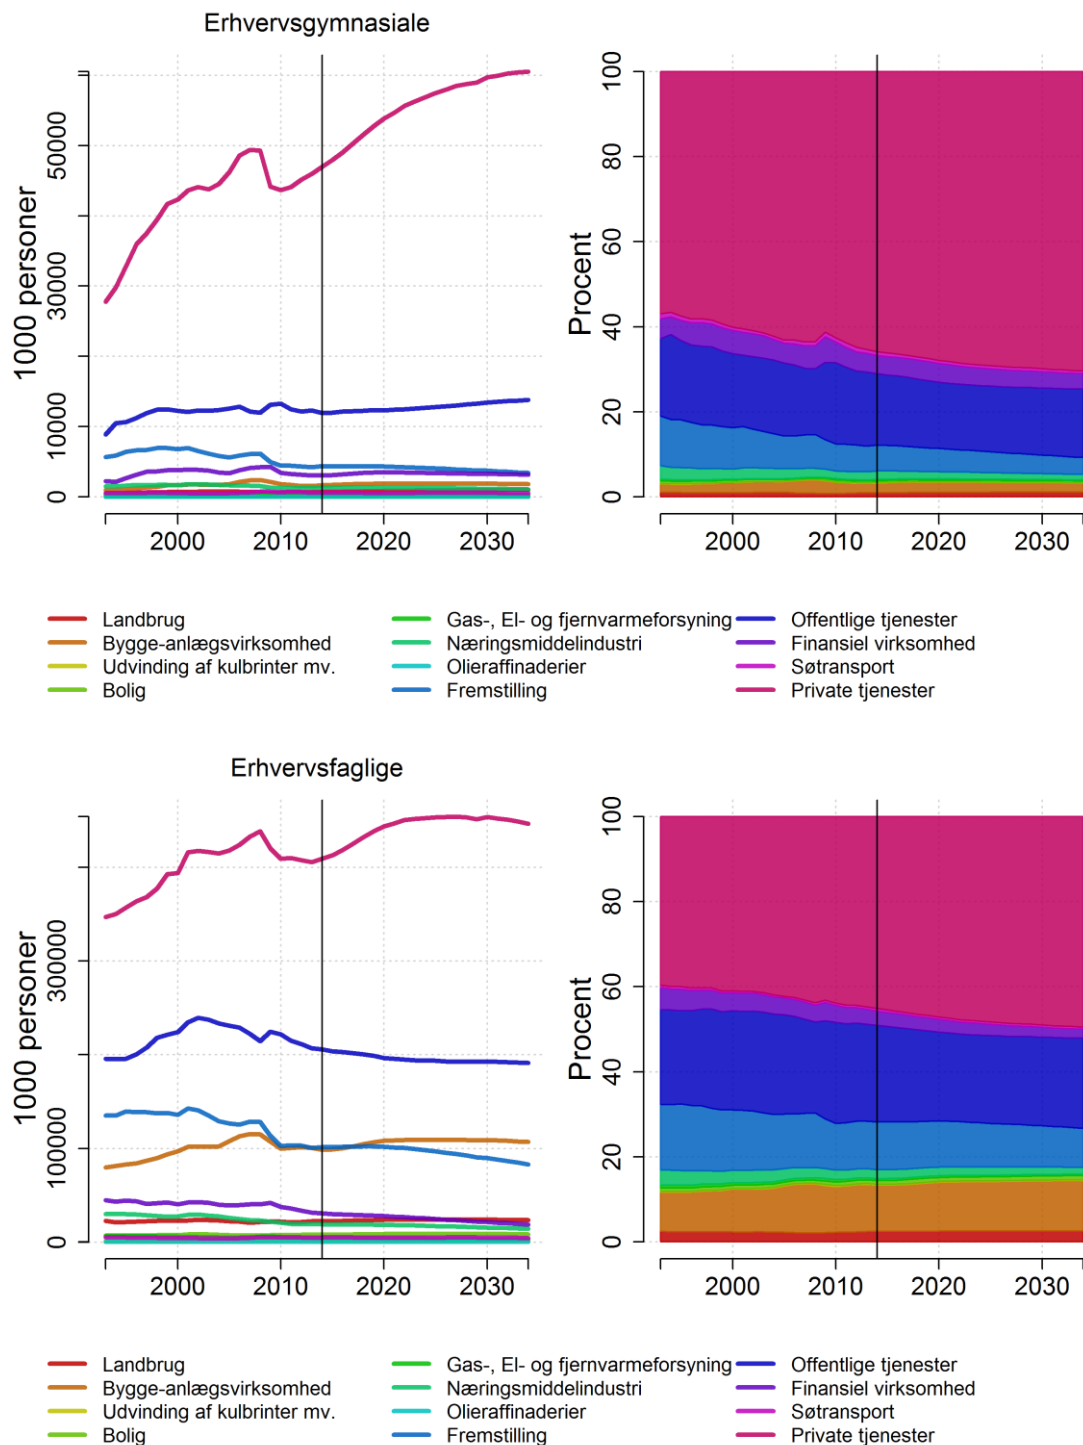 Erhvervsgymnasiale
1000 personer
0 10000 30000 50000
2000 2010 2020 2030
Procent
0 20 40 60 80 100
2000 2010 2020 2030
Landbrug
Bygge-anlægsvirksomhed
Udvinding af kulbrinter mv.
Bolig
Gas-, El- og fjernvarmeforsyning
Næringsmiddelindustri
Olieraffinaderier
Fremstilling
Offentlige tjenester
Finansiel virksomhed
Søtransport
Private tjenester
Erhvervsfaglige
1000 personer
0 100000 300000
2000 2010 2020 2030
Procent
0 20 40 60 80 100
2000 2010 2020 2030
Landbrug
Bygge-anlægsvirksomhed
Udvinding af kulbrinter mv.
Bolig
Gas-, El- og fjernvarmeforsyning
Næringsmiddelindustri
Olieraffinaderier
Fremstilling
Offentlige tjenester
Finansiel virksomhed
Søtransport
Private tjenester